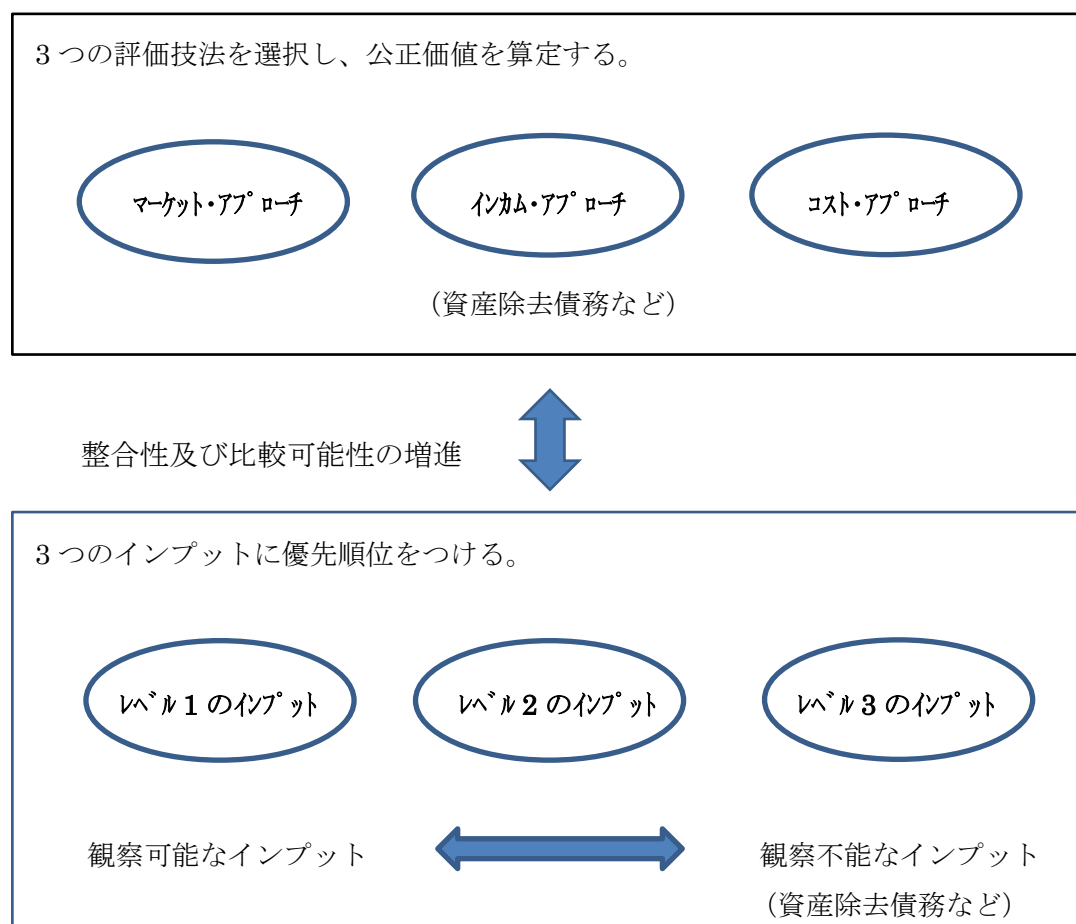 3つの評価技法を選択し、公正価値を算定する。
ﾏｰｹｯﾄ・ｱﾌﾟﾛｰﾁ
ｲﾝｶﾑ・ｱﾌﾟﾛｰﾁ
ｺｽﾄ・ｱﾌﾟﾛｰﾁ
（資産除去債務など）
整合性及び比較可能性の増進
3つのインプットに優先順位をつける。
ﾚﾍﾞﾙ1のｲﾝﾌﾟｯﾄ
ﾚﾍﾞﾙ2のｲﾝﾌﾟｯﾄ
ﾚﾍﾞﾙ3のｲﾝﾌﾟｯﾄ
観察可能なインプット
観察不能なインプット
（資産除去債務など）